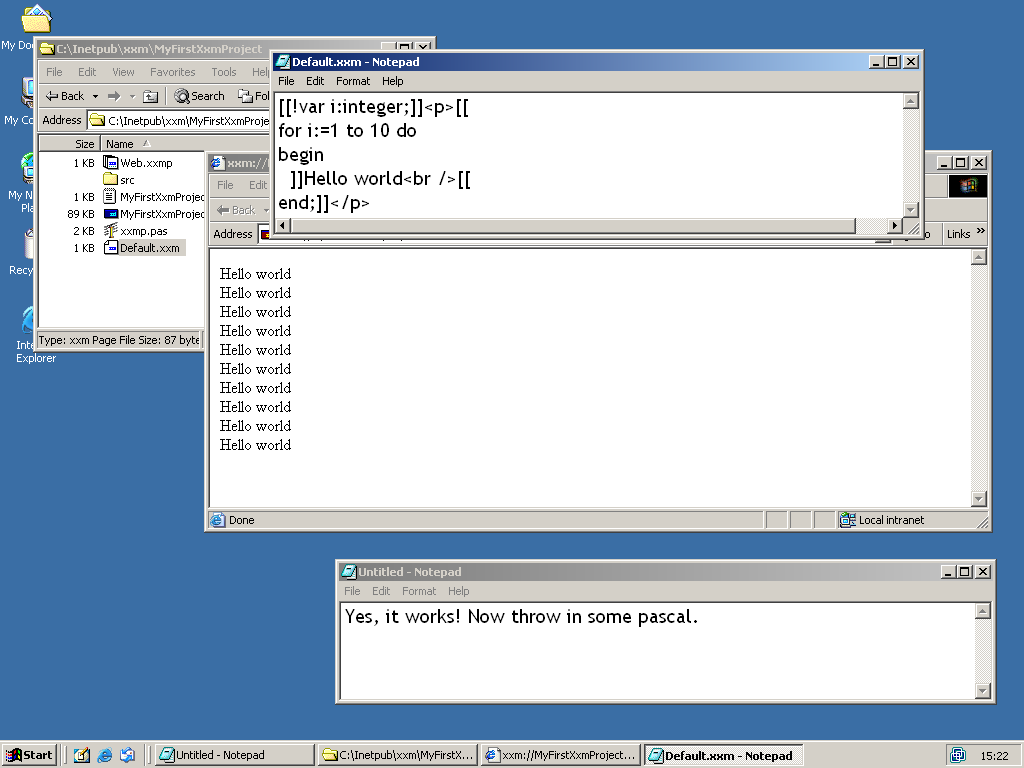 My Do
My Co
My N
Pla
Recy
Inte
Explorer
C:\Inetpub\xxm\MyFirstXxmProject
File Edit View Favorites Tools Help
Back Search Fol
Address C:\Inetpub\xxm\MyFirstXxmProje
Size Name
1 KB Web.xxmp
src
1 KB MyFirstXxmProjec
89 KB MyFirstXxmProjec
2 KB xxmp.pas
1 KB Default.xxm
Type: xxm Page File Size: 87 byte
Default.xxm - Notepad
File Edit Format Help
[[!var i:integer;]]<p>[[
for i:=1 to 10 do
begin
  ]]Hello world<br />[[
end;]]</p>
xxm://
File Edit
Back
Address Links »
Hello world
Hello world
Hello world
Hello world
Hello world
Hello world
Hello world
Hello world
Hello world
Hello world
Done Local intranet
Untitled - Notepad
File Edit Format Help
Yes, it works! Now throw in some pascal.
Start Untitled - Notepad C:\Inetpub\xxm\MyFirstX... xxm://MyFirstXxmProject... Default.xxm - Notepad 15:22